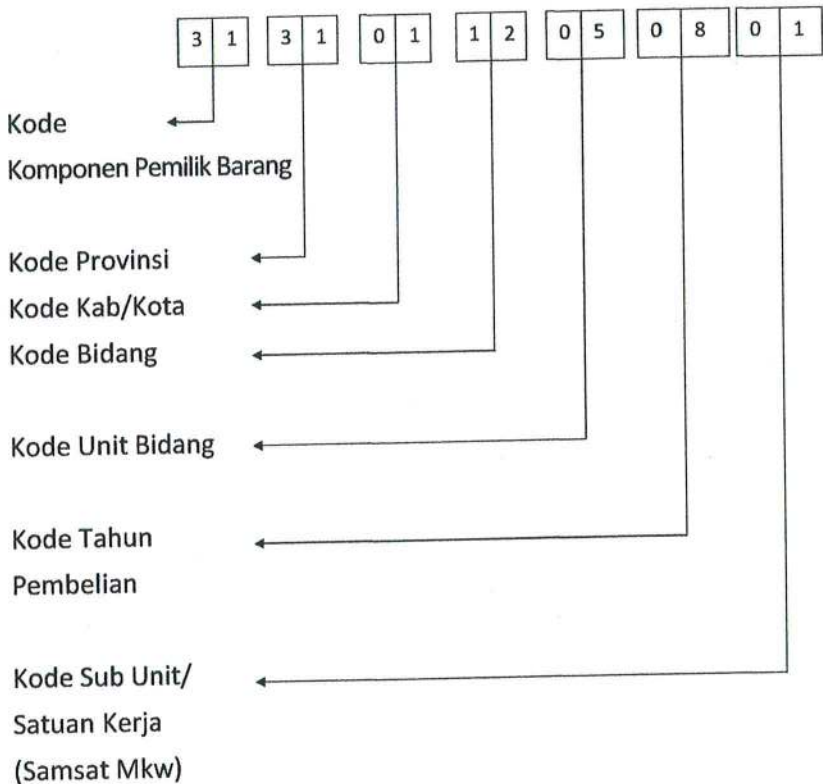 3 1 3 1 0 1 1 2 0 5 0 8 0 1
Kode
Komponen Pemilik Barang
Kode Provinsi
Kode Kab/Kota
Kode Bidang
Kode Unit Bidang
Kode Tahun
Pembelian
Kode Sub Unit/
Satuan Kerja
(Samsat Mkw)